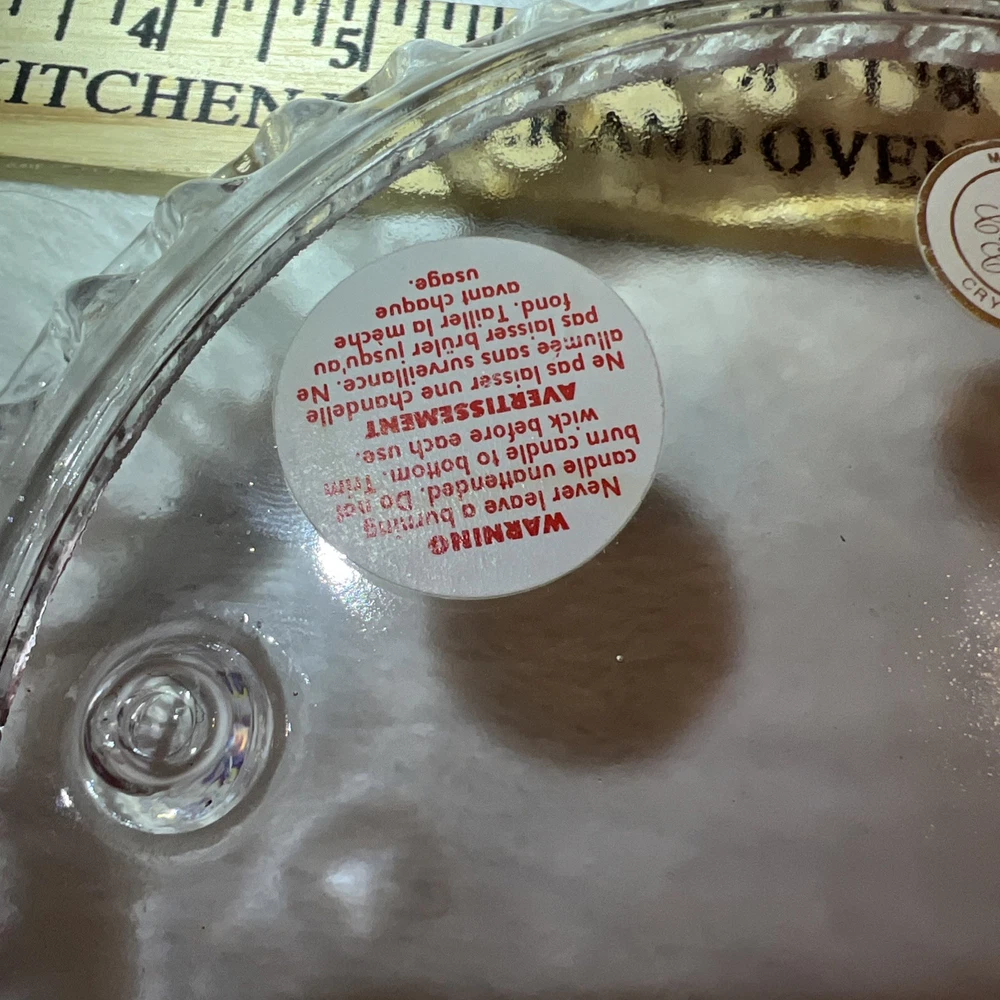 4 5
KITCHEN AND OVEN
WARNING
Never leave a burning
candle unattended. Do not
burn candle to bottom. Trim
wick before each use.
AVERTISSEMENT
Ne pas laisser une chandelle
allumée sans surveillance. Ne
pas laisser brûler jusqu'au
fond. Tailler la mèche
avant chaque
usage.
CRY